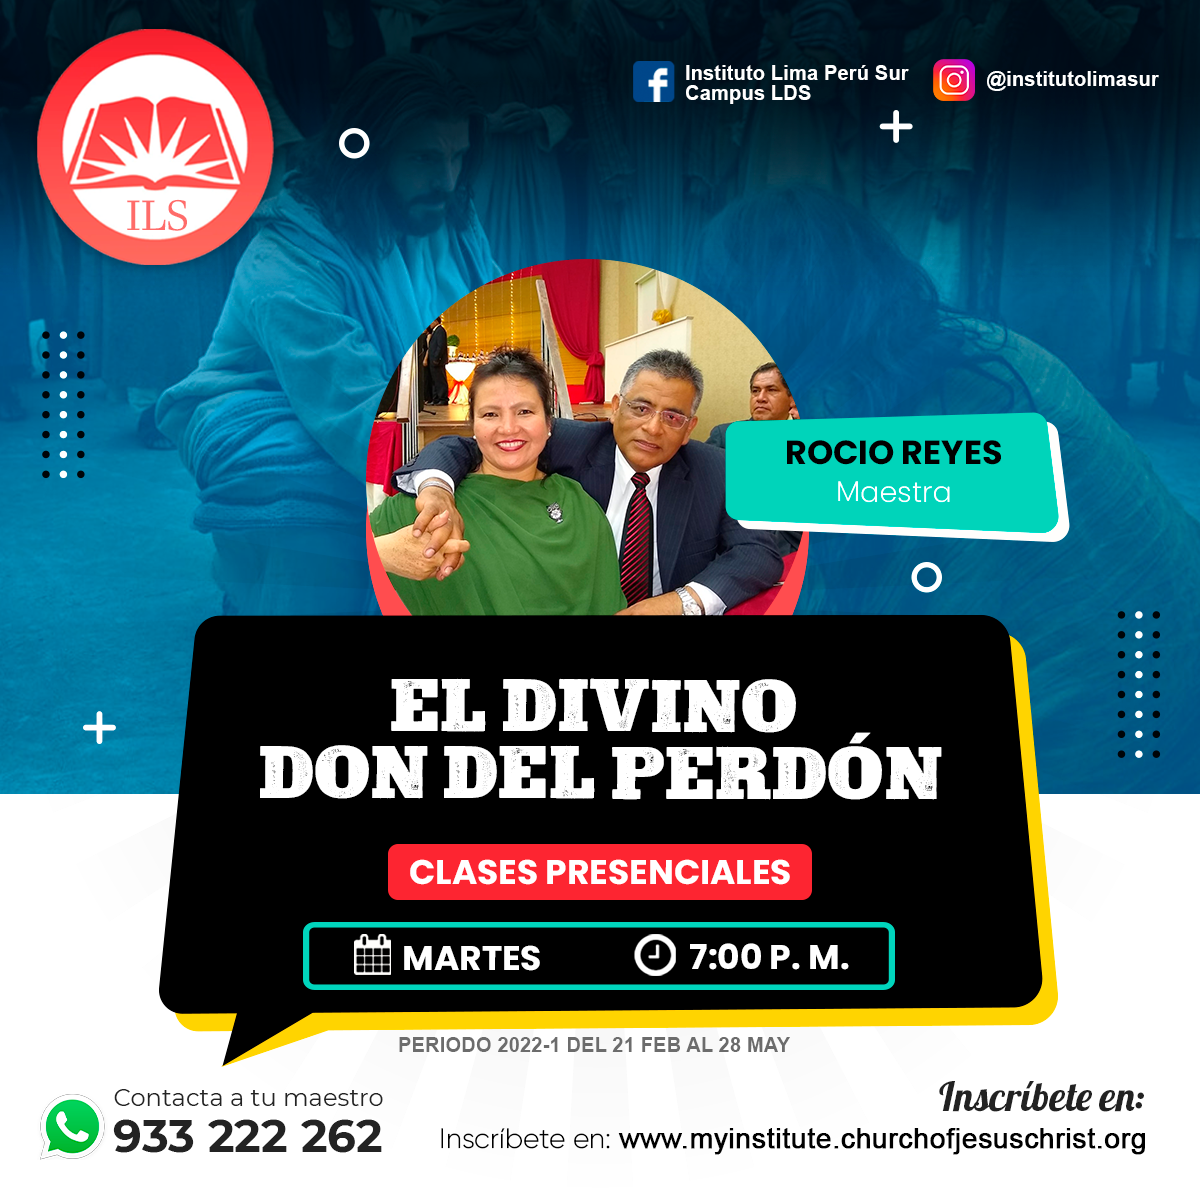 ILS
Instituto Lima Perú Sur
Campus LDS
@institutolimasur
ROCIO REYES
Maestra
EL DIVINO
DON DEL PERDÓN
CLASES PRESENCIALES
MARTES
7:00 P. M.
PERIODO 2022-1 DEL 21 FEB AL 28 MAY
Contacta a tu maestro
933 222 262
Inscríbete en:
Inscríbete en: www.myinstitute.churchofjesuschrist.org